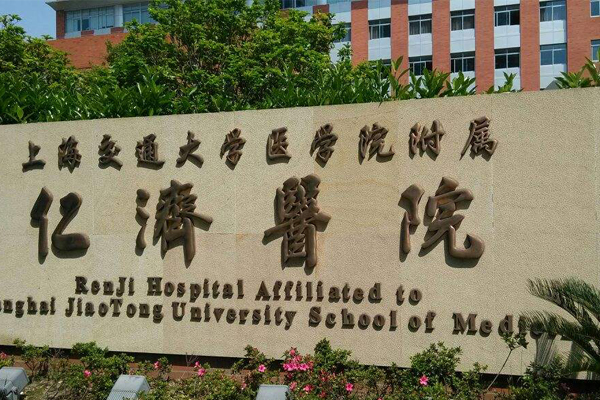 上海交通大学医学院附属
仁濟醫院
RenJi Hospital Affiliated to
JiaoTong University School of